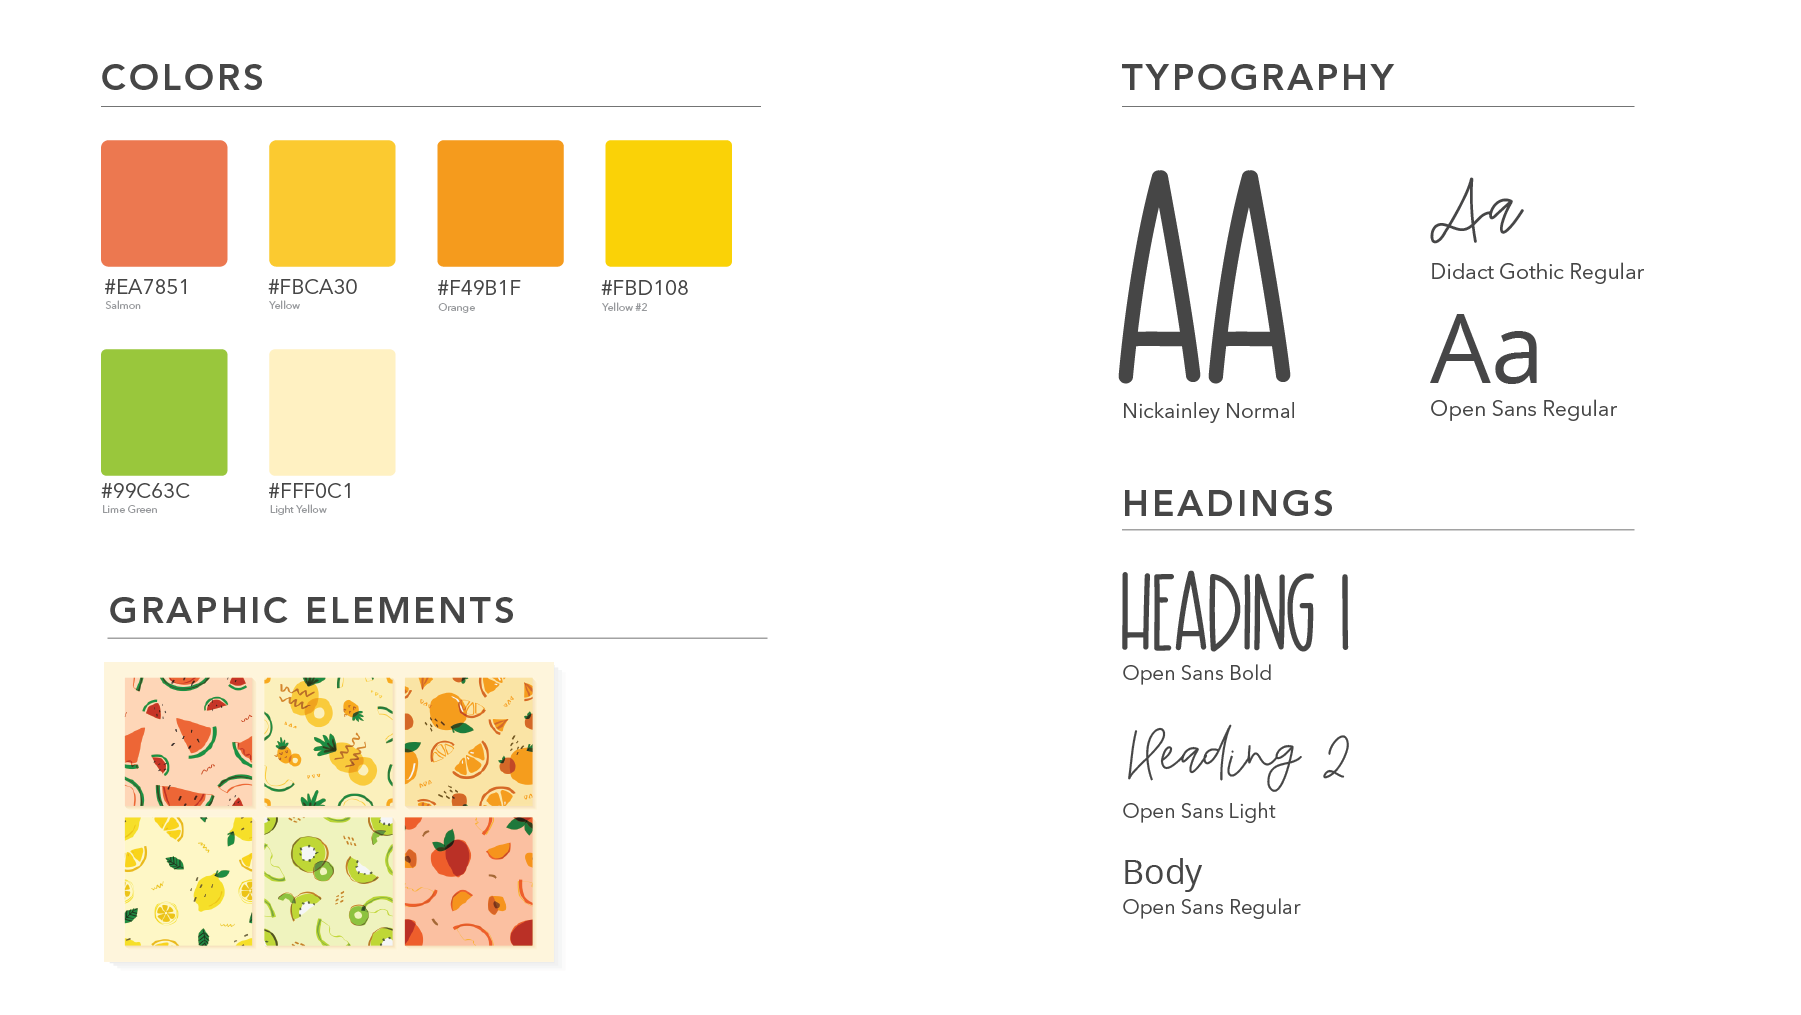 COLORS
#EA7851
Salmon
#FBCA30
Yellow
#F49B1F
Orange
#FBD108
Yellow #2
#99C63C
Lime Green
#FFF0C1
Light Yellow
GRAPHIC ELEMENTS
TYPOGRAPHY
AA
Nickainley Normal
Aa
Didact Gothic Regular
Aa
Open Sans Regular
HEADINGS
HEADING 1
Open Sans Bold
Heading 2
Open Sans Light
Body
Open Sans Regular